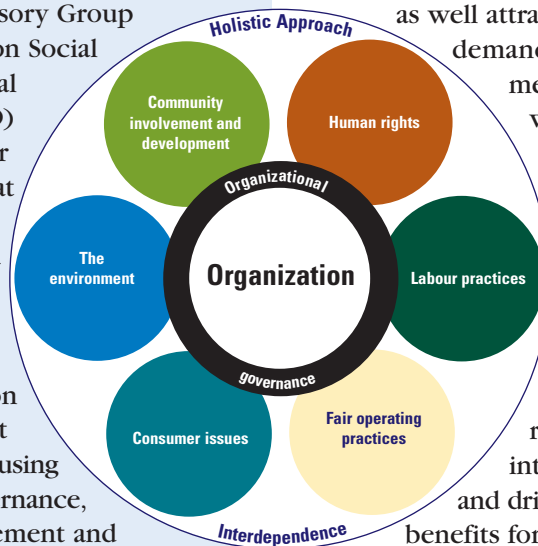 sory Group
on Social
al
)
r
at
on
t
using
rnance,
ement and
Holistic Approach
Community
involvement and
development
Human rights
Organizational
The
environment
Organization
Labour practices
governance
Consumer issues
Fair operating
practices
Interdependence
as well attra
demand
me
w
r
int
and dri
benefits for